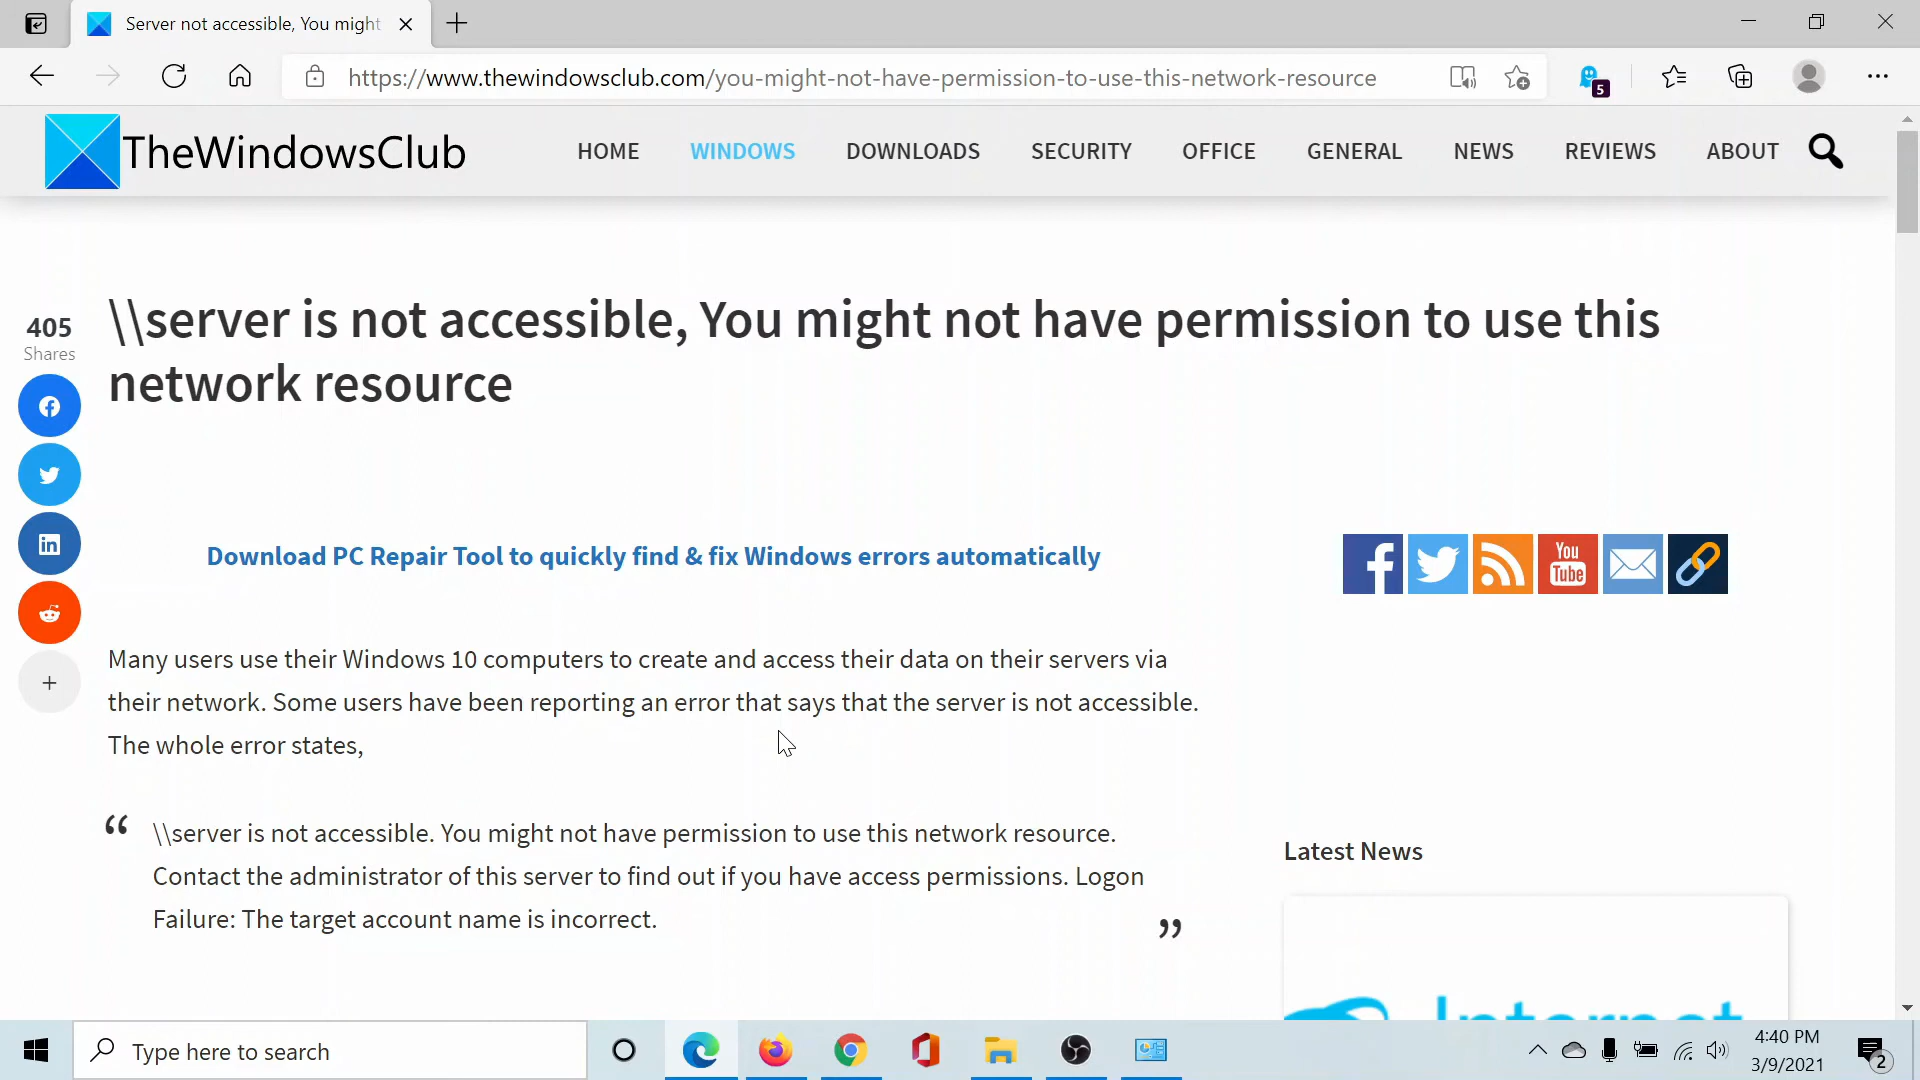 Server not accessible, You might
https://www.thewindowsclub.com/you-might-not-have-permission-to-use-this-network-resource
5
TheWindowsClub
HOME WINDOWS DOWNLOADS SECURITY OFFICE GENERAL NEWS REVIEWS ABOUT
405
Shares
\\server is not accessible, You might not have permission to use this
network resource
Download PC Repair Tool to quickly find & fix Windows errors automatically
You
Tube
Many users use their Windows 10 computers to create and access their data on their servers via
their network. Some users have been reporting an error that says that the server is not accessible.
The whole error states,
“ \\server is not accessible. You might not have permission to use this network resource.
Contact the administrator of this server to find out if you have access permissions. Logon
Failure: The target account name is incorrect. ”
Latest News
Internet
Type here to search
4:40 PM
3/9/2021
2